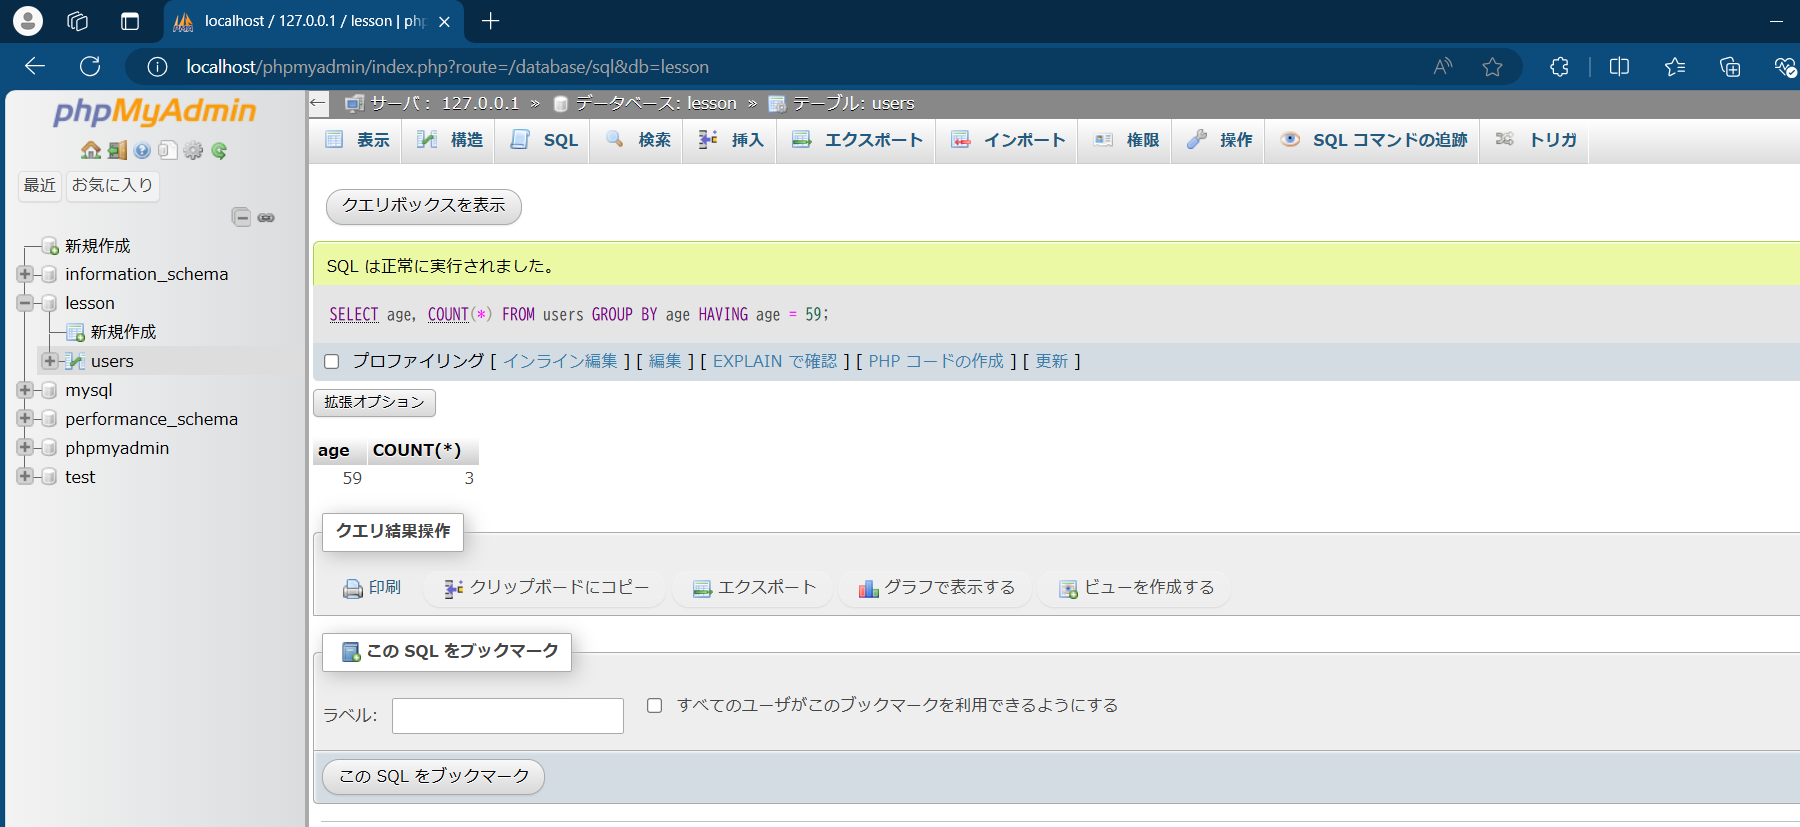 localhost / 127.0.0.1 / lesson | php
localhost/phpmyadmin/index.php?route=/database/sql&db=lesson
phpMyAdmin
最近 お気に入り
新規作成
information_schema
lesson
新規作成
users
mysql
performance_schema
phpmyadmin
test
サーバ: 127.0.0.1 » データベース: lesson » テーブル: users
表示 構造 SQL 検索 挿入 エクスポート インポート 権限 操作 SQL コマンドの追跡 トリガ
クエリボックスを表示
SQL は正常に実行されました。
SELECT age, COUNT(*) FROM users GROUP BY age HAVING age = 59;
プロファイリング [ インライン編集 ] [ 編集 ] [ EXPLAIN で確認 ] [ PHP コードの作成 ] [ 更新 ]
拡張オプション
age COUNT(*)
59 3
クエリ結果操作
印刷 クリップボードにコピー エクスポート グラフで表示する ビューを作成する
この SQL をブックマーク
ラベル: すべてのユーザがこのブックマークを利用できるようにする
この SQL をブックマーク